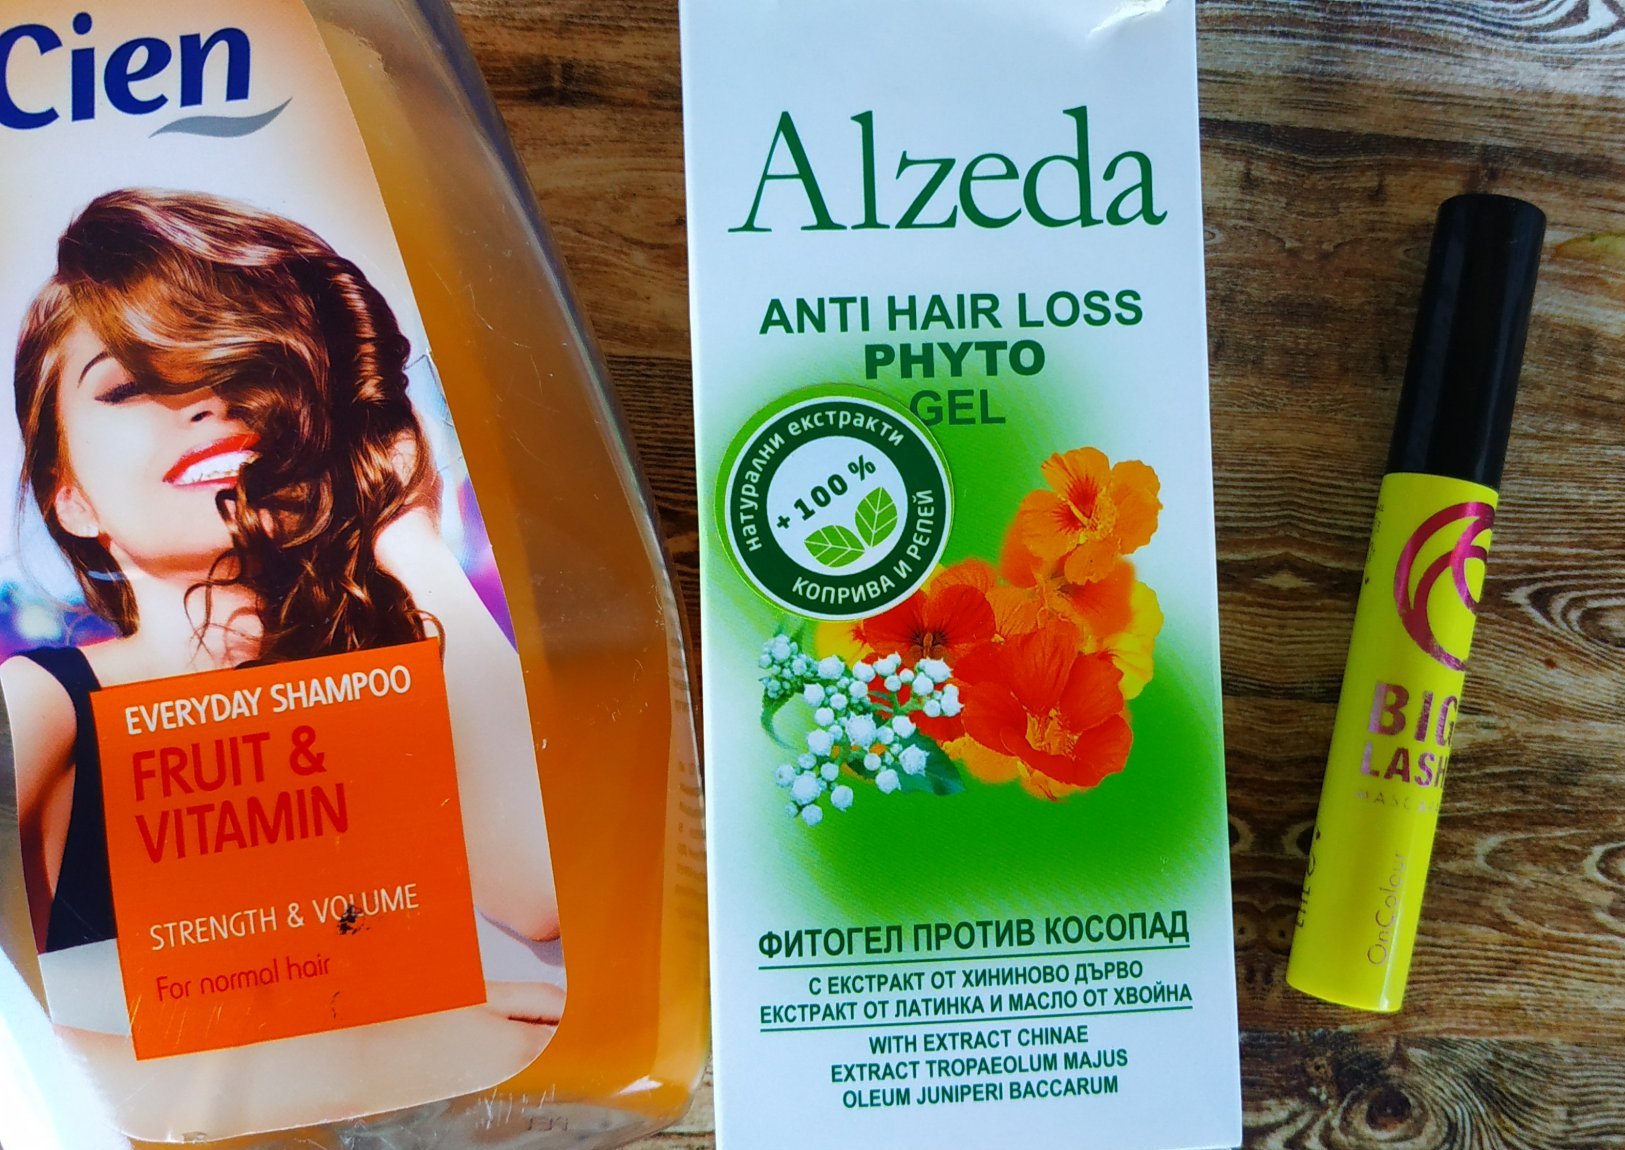 Cien
EVERYDAY SHAMPOO
FRUIT &
VITAMIN
STRENGTH & VOLUME
For normal hair
Alzeda
ANTI HAIR LOSS
PHYTO
GEL
натурални екстракти
+100 %
КОПРИВА И РЕПЕЙ
ФИТОГЕЛ ПРОТИВ КОСОПАД
С ЕКСТРАКТ ОТ ХИНИНОВО ДЪРВО
ЕКСТРАКТ ОТ ЛАТИНКА И МАСЛО ОТ ХВОЙНА
WITH EXTRACT CHINAE
EXTRACT TROPAEOLUM MAJUS
OLEUM JUNIPERI BACCARUM
BIG
LASH
OnColour